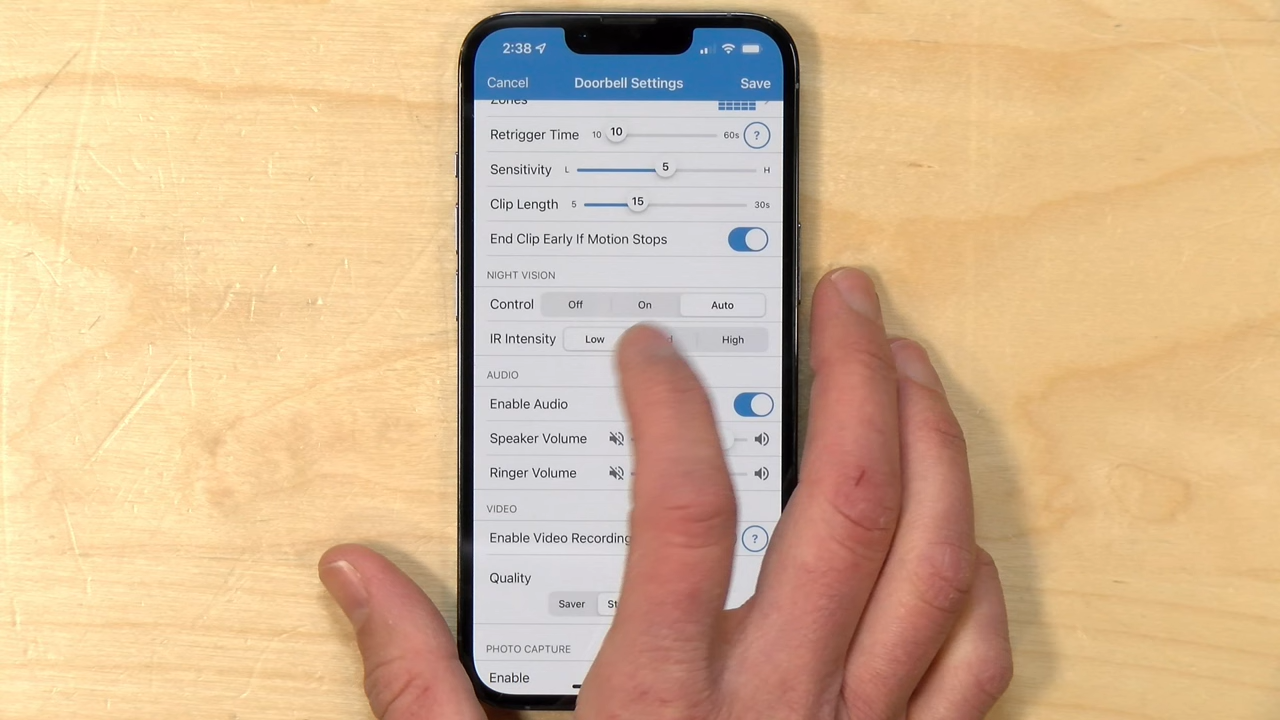 2:38
Cancel Doorbell Settings Save
Zones
Retrigger Time 10 10 60s ?
Sensitivity L 5 H
Clip Length 5 15 30s
End Clip Early If Motion Stops
NIGHT VISION
Control Off On Auto
IR Intensity Low High
AUDIO
Enable Audio
Speaker Volume
Ringer Volume
VIDEO
Enable Video Recording ?
Quality
Saver
PHOTO CAPTURE
Enable